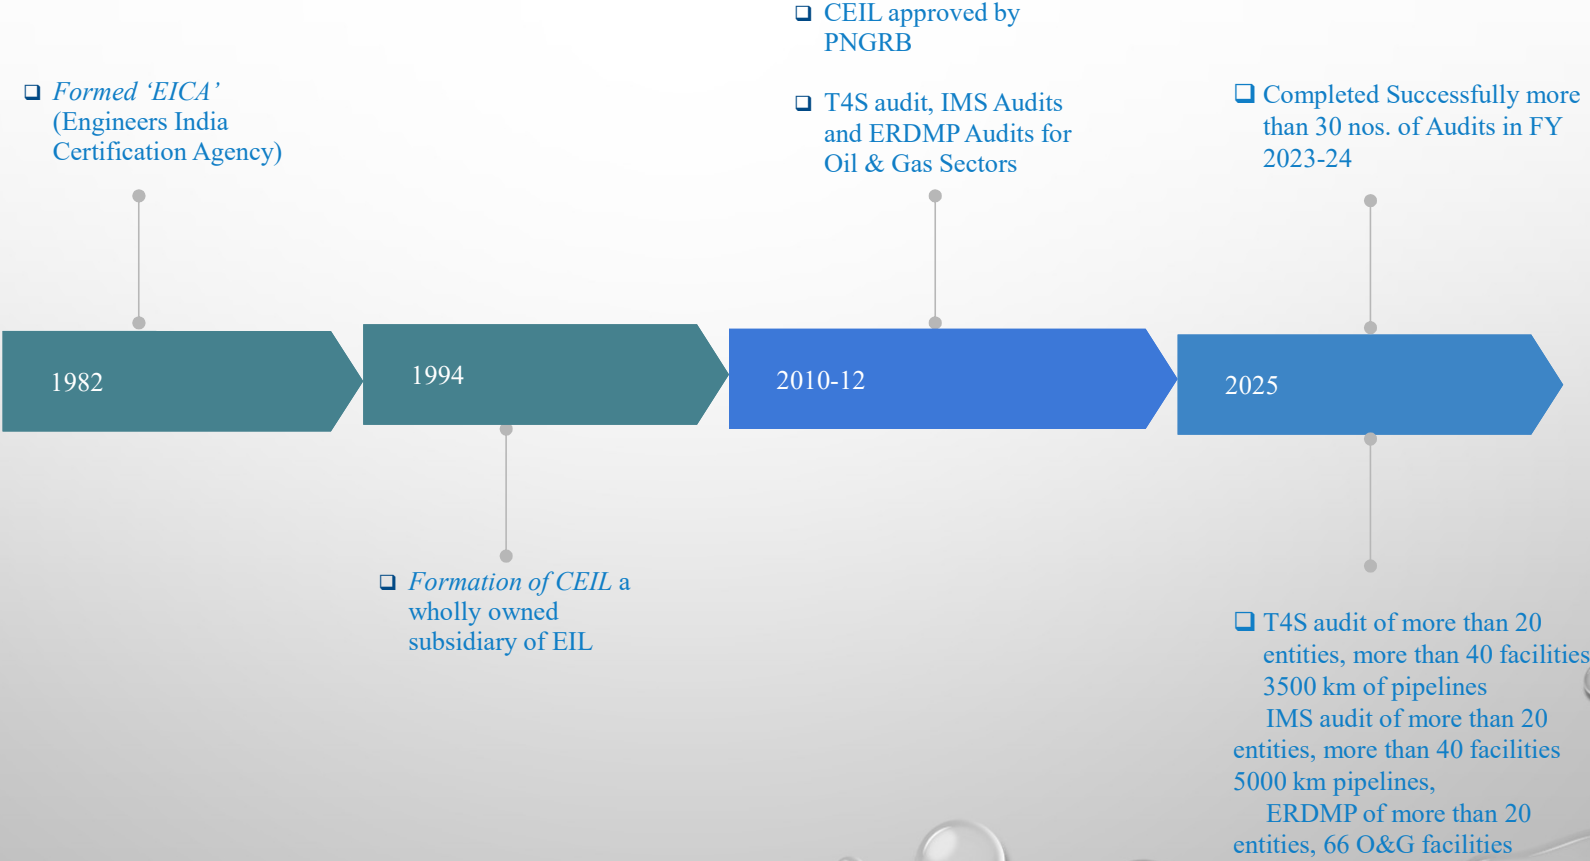 Formed ‘EICA’
(Engineers India
Certification Agency)
CEIL approved by
PNGRB
T4S audit, IMS Audits
and ERDMP Audits for
Oil & Gas Sectors
Completed Successfully more
than 30 nos. of Audits in FY
2023-24
1982
1994
2010-12
2025
Formation of CEIL a
wholly owned
subsidiary of EIL
T4S audit of more than 20
entities, more than 40 facilities
3500 km of pipelines
IMS audit of more than 20
entities, more than 40 facilities
5000 km pipelines,
ERDMP of more than 20
entities, 66 O&G facilities